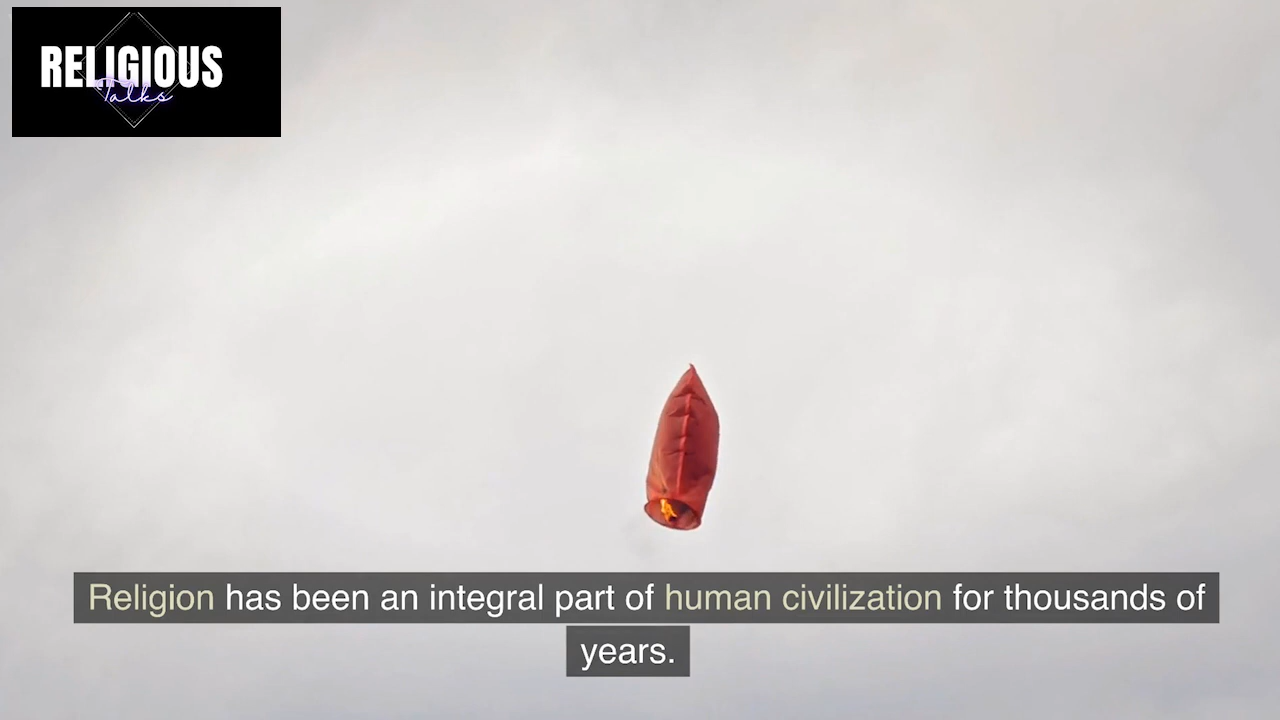 RELIGIOUS
Talks
Religion has been an integral part of human civilization for thousands of
years.